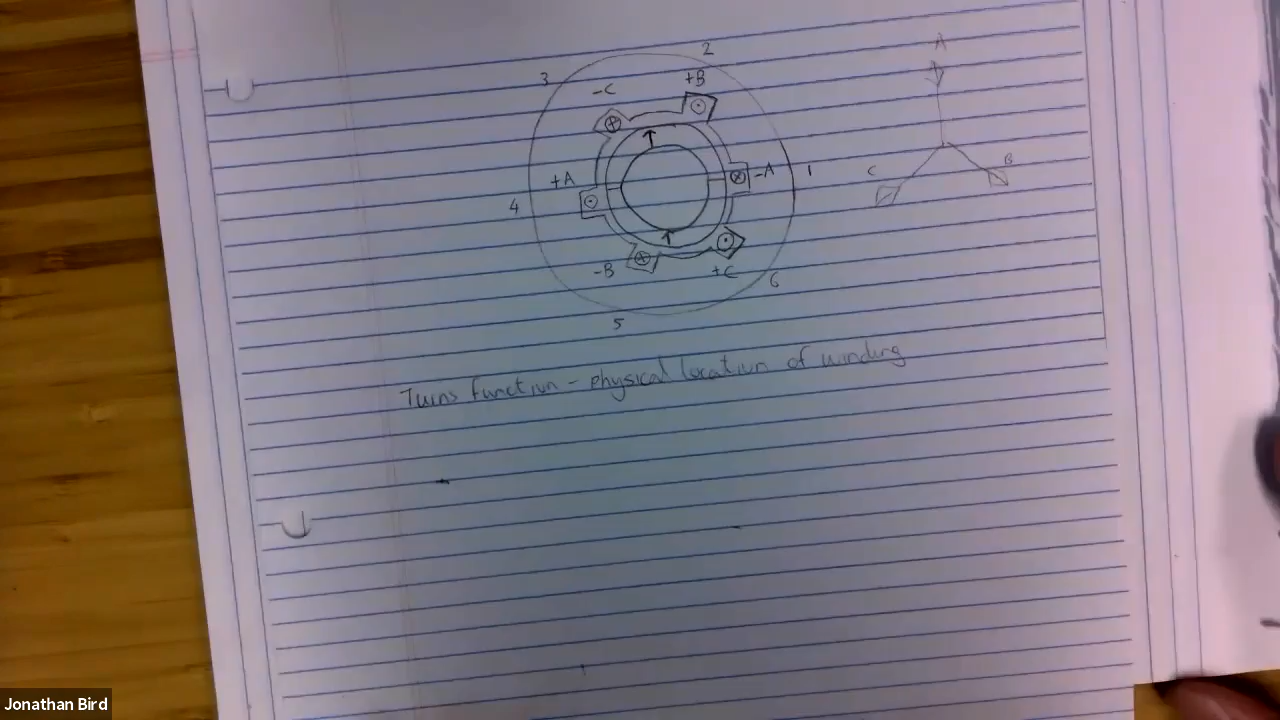 2
3
-C
+B
+A
-A
1
4
-B
+C
6
5
A
C
B
Turns function - physical location of winding
Jonathan Bird